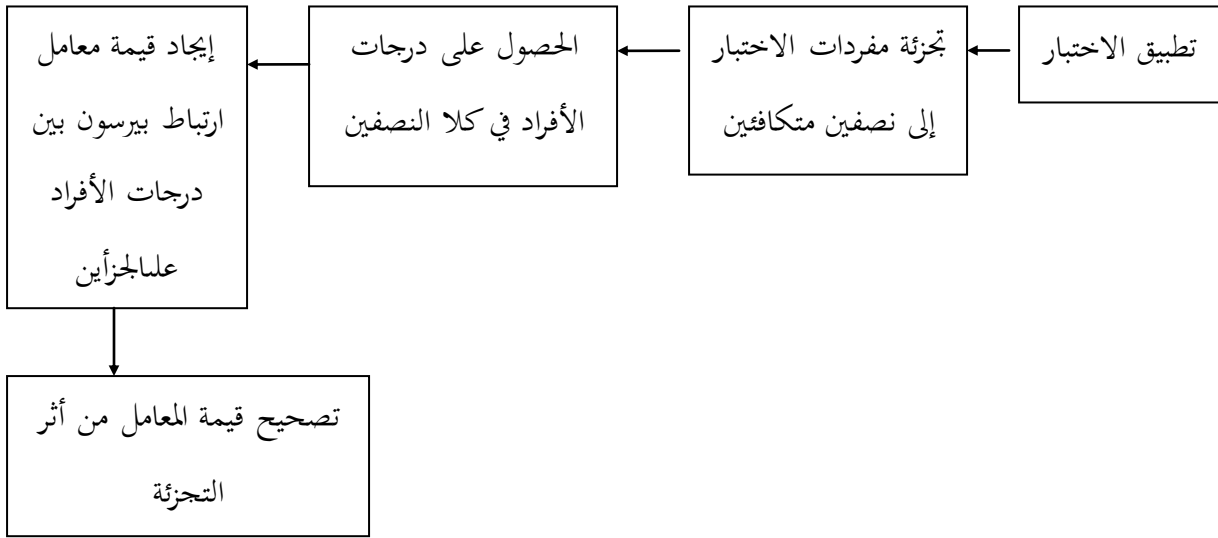 تطبيق الاختبار
تجزئة مفردات الاختبار
إلى نصفين متكافئين
الحصول على درجات
الأفراد في كلا النصفين
إيجاد قيمة معامل
ارتباط بيرسون بين
درجات الأفراد
علىالجزأين
تصحيح قيمة المعامل من أثر
التجزئة